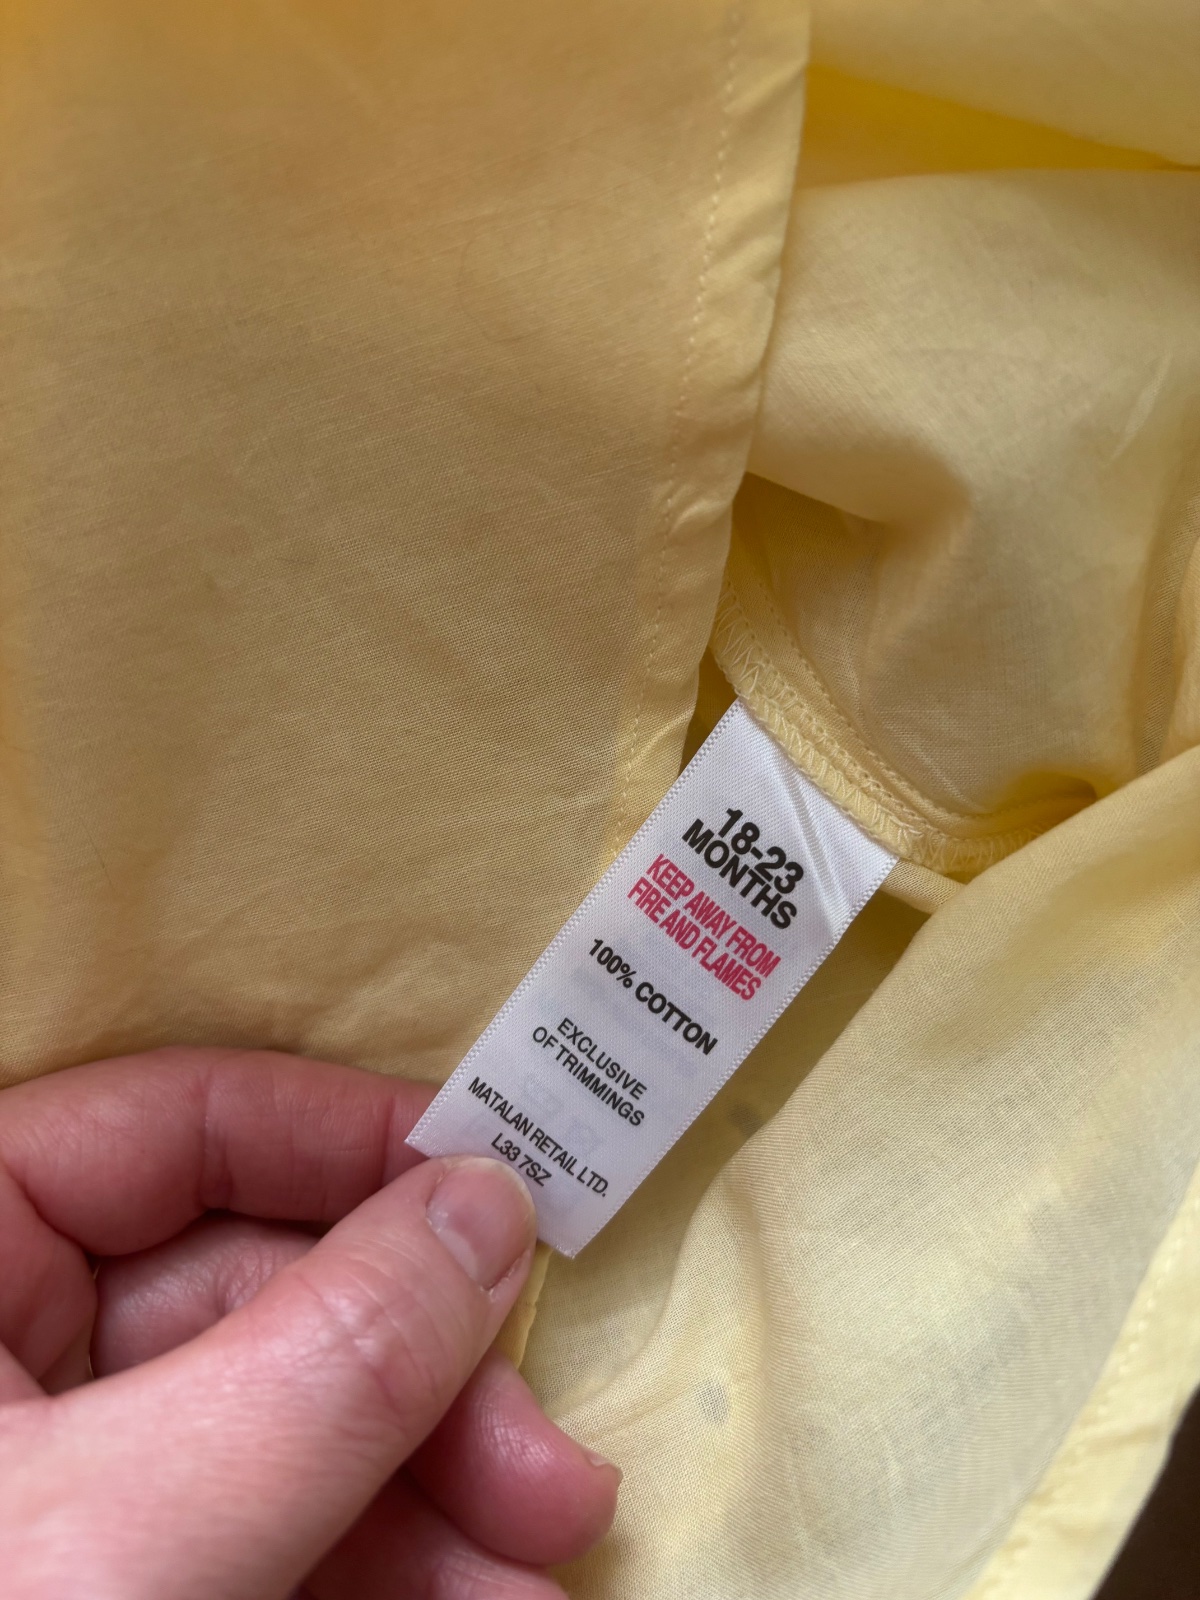 18-23
MONTHS
KEEP AWAY FROM
FIRE AND FLAMES
100% COTTON
EXCLUSIVE
OF TRIMMINGS
MATALAN RETAIL LTD.
L33 7SZ